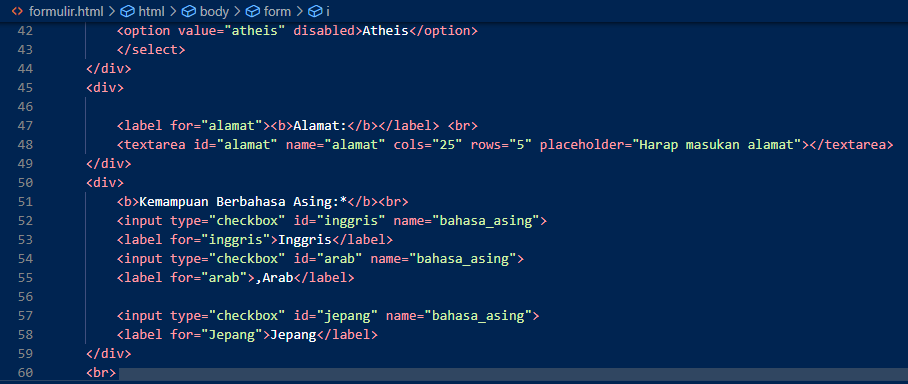 formulir.html > html > body > form > i
42 <option value="atheis" disabled>Atheis</option>
43 </select>
44 </div>
45 <div>
46
47 <label for="alamat"><b>Alamat:</b></label> <br>
48 <textarea id="alamat" name="alamat" cols="25" rows="5" placeholder="Harap masukan alamat"></textarea>
49 </div>
50 <div>
51 <b>Kemampuan Berbahasa Asing:*</b><br>
52 <input type="checkbox" id="inggris" name="bahasa_asing">
53 <label for="inggris">Inggris</label>
54 <input type="checkbox" id="arab" name="bahasa_asing">
55 <label for="arab">,Arab</label>
56
57 <input type="checkbox" id="jepang" name="bahasa_asing">
58 <label for="Jepang">Jepang</label>
59 </div>
60 <br>